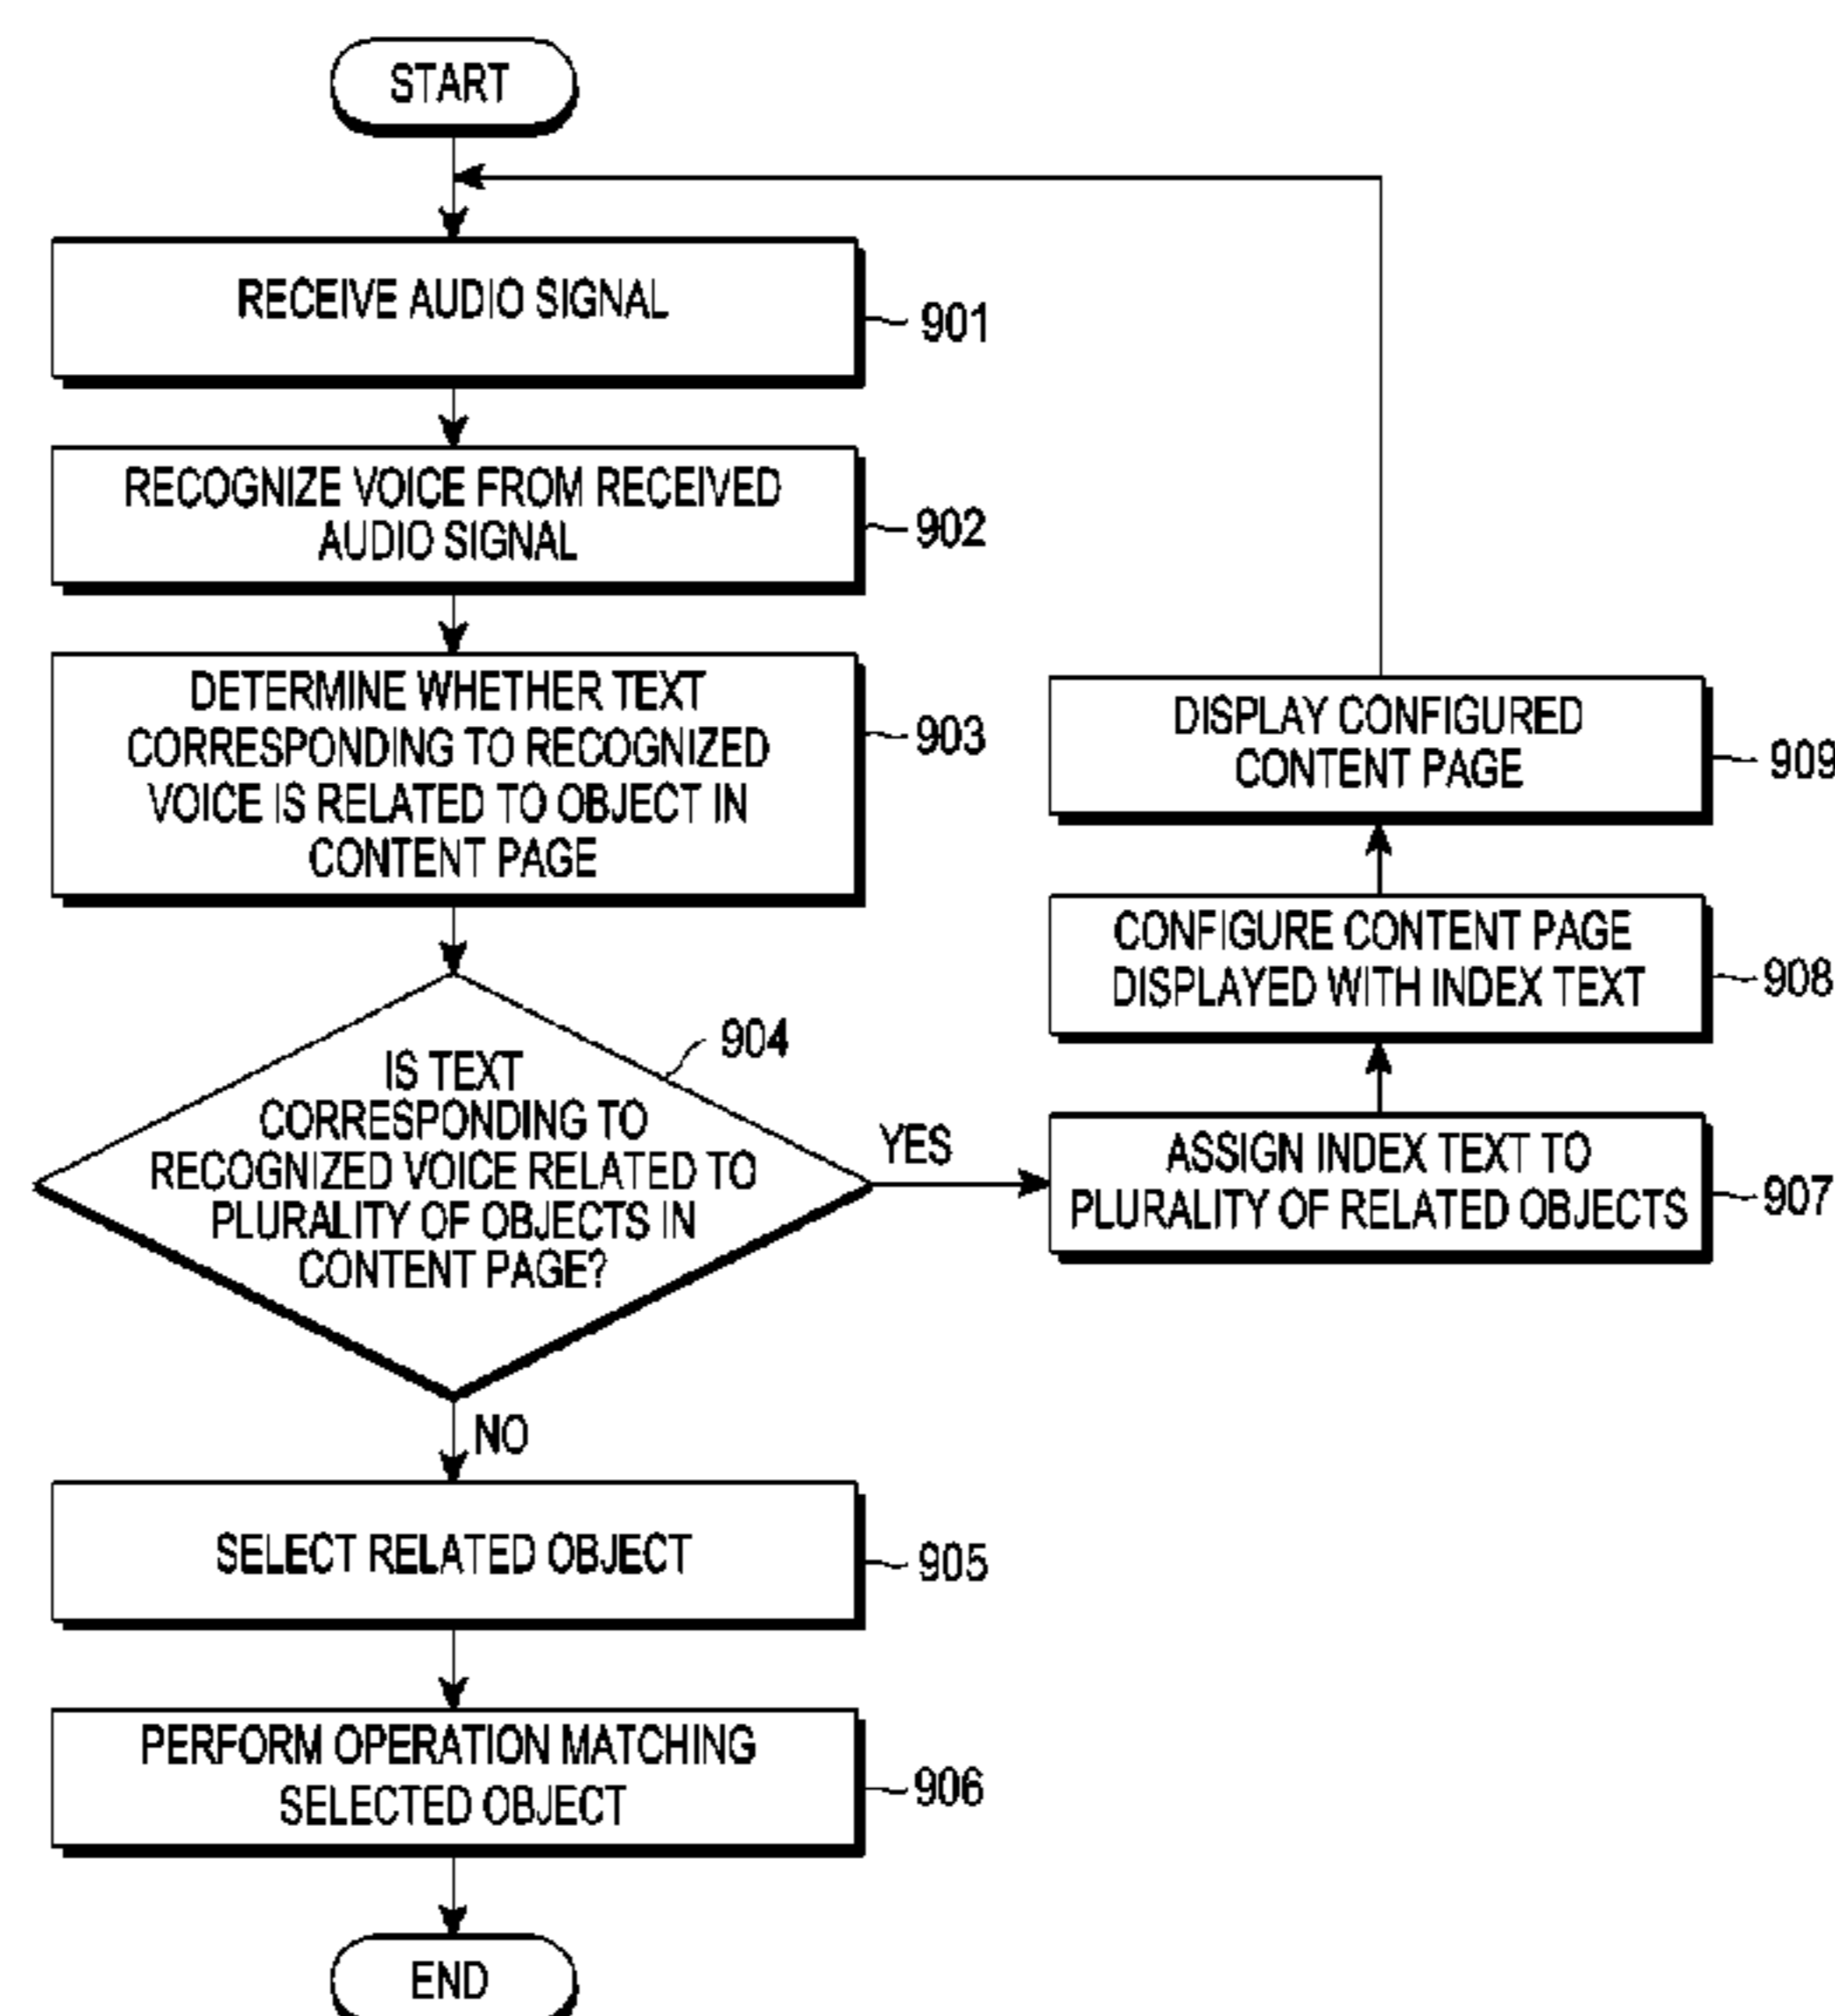 START
RECEIVE AUDIO SIGNAL
901
RECOGNIZE VOICE FROM RECEIVED
AUDIO SIGNAL
902
DETERMINE WHETHER TEXT
CORRESPONDING TO RECOGNIZED
VOICE IS RELATED TO OBJECT IN
CONTENT PAGE
903
IS TEXT
CORRESPONDING TO
RECOGNIZED VOICE RELATED TO
PLURALITY OF OBJECTS IN
CONTENT PAGE?
904
YES
NO
SELECT RELATED OBJECT
905
PERFORM OPERATION MATCHING
SELECTED OBJECT
906
END
ASSIGN INDEX TEXT TO
PLURALITY OF RELATED OBJECTS
907
CONFIGURE CONTENT PAGE
DISPLAYED WITH INDEX TEXT
908
DISPLAY CONFIGURED
CONTENT PAGE
909